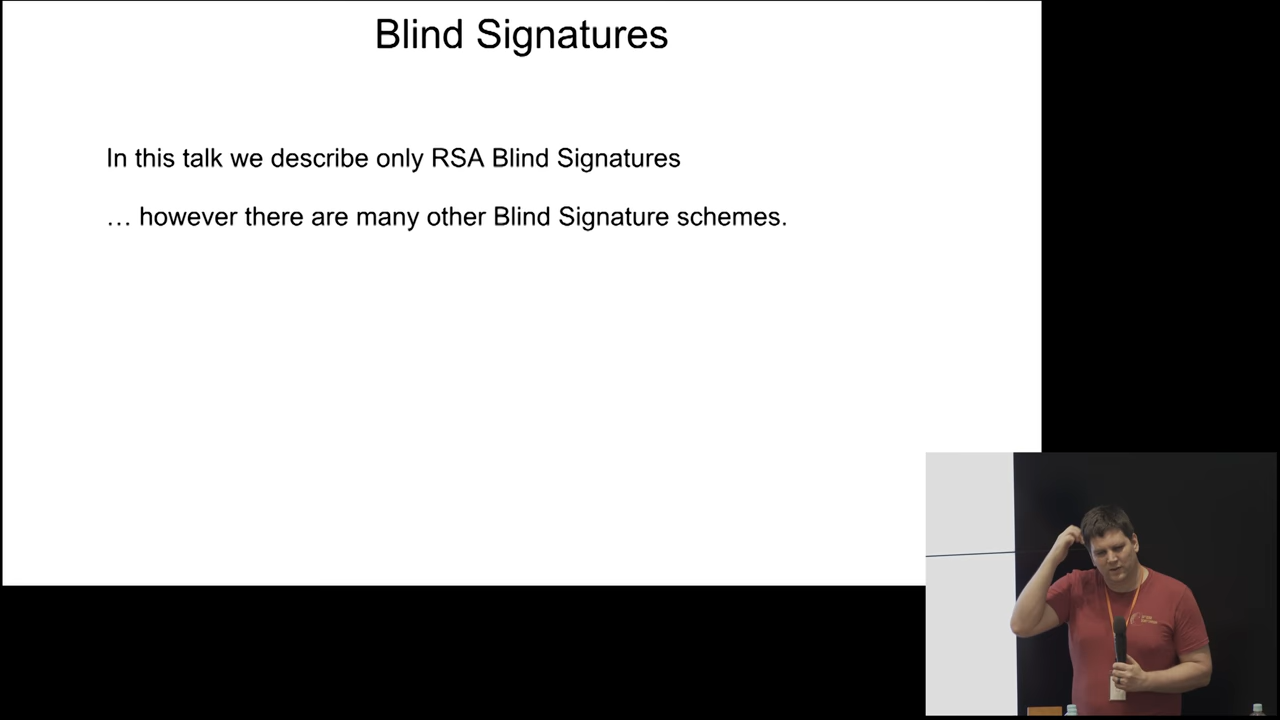 Blind Signatures
In this talk we describe only RSA Blind Signatures
… however there are many other Blind Signature schemes.